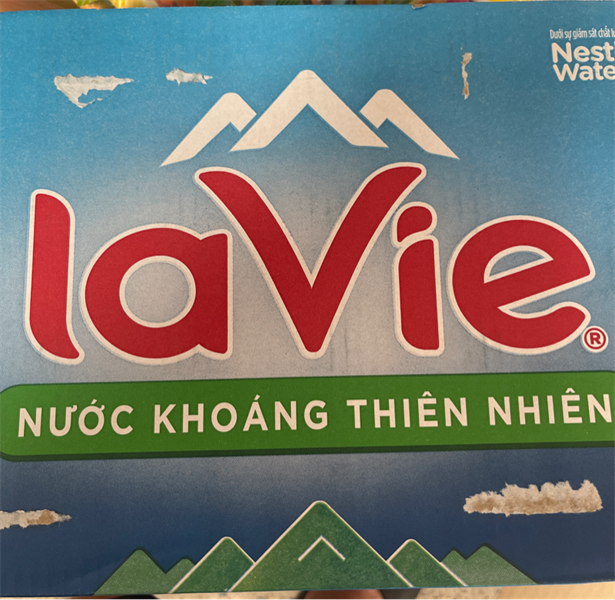 Dưới sự giám sát chất
Nest
Wate
laVie®
NƯỚC KHOÁNG THIÊN NHIÊN